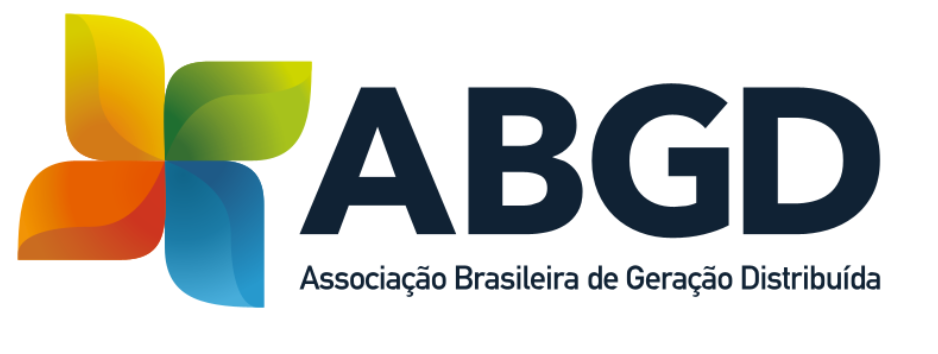 ABGD
Associação Brasileira de Geração Distribuída